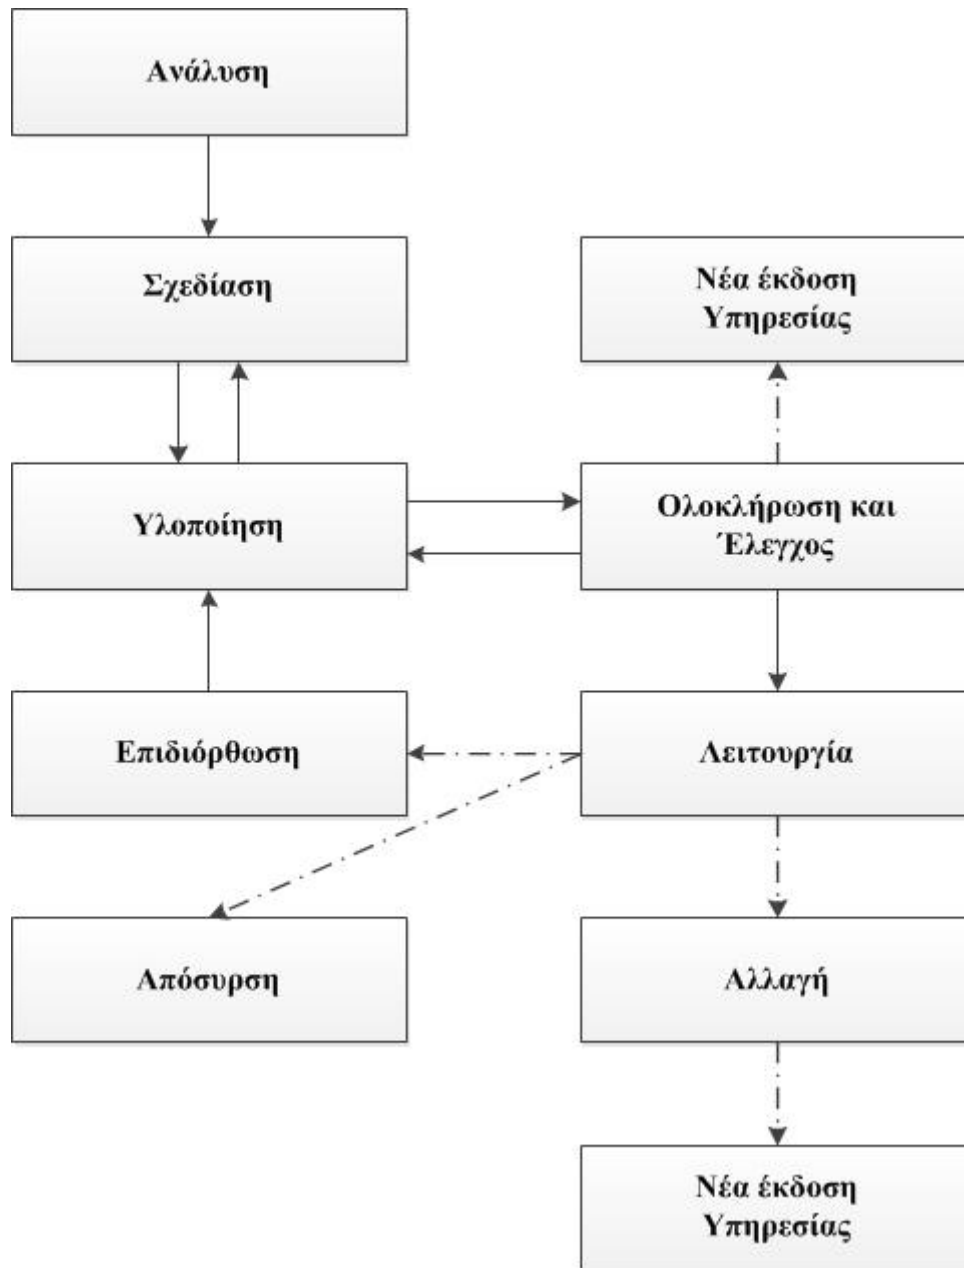 Ανάλυση
Σχεδίαση
Νέα έκδοση
Υπηρεσίας
Υλοποίηση
Ολοκλήρωση και
Έλεγχος
Επιδιόρθωση
Λειτουργία
Απόσυρση
Αλλαγή
Νέα έκδοση
Υπηρεσίας